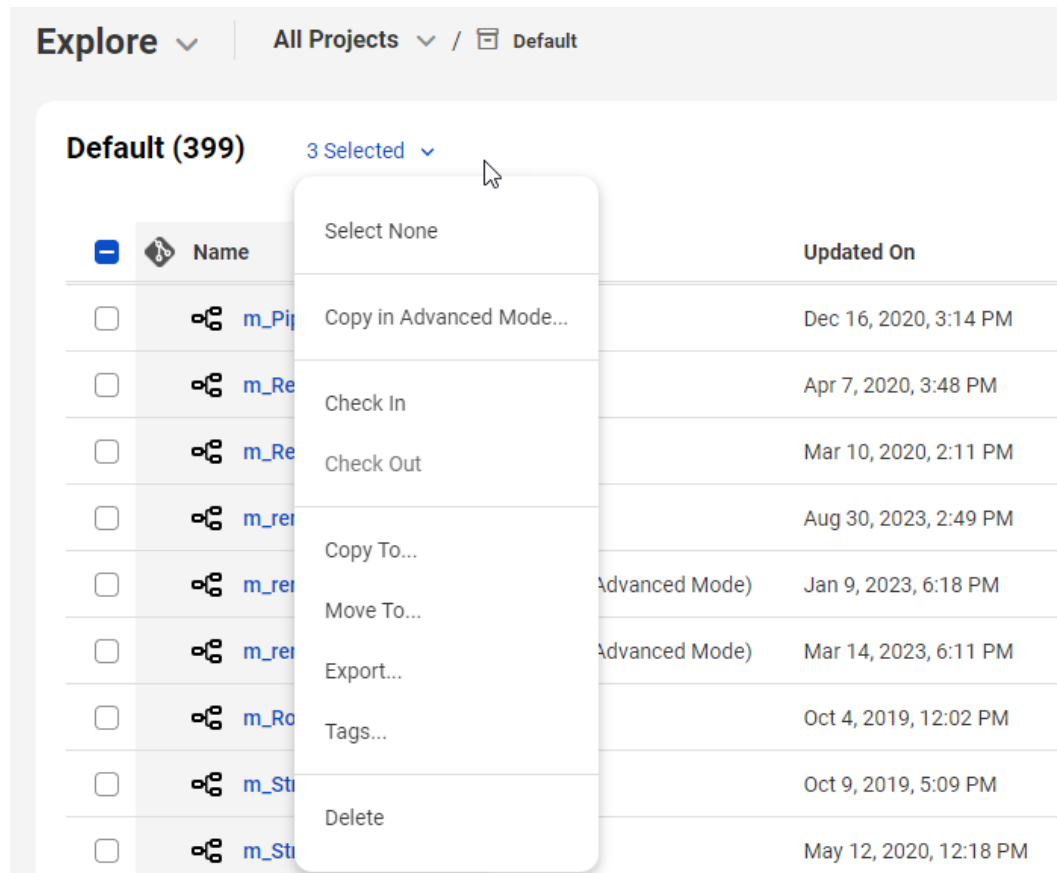 Explore All Projects / Default
Default (399) 3 Selected
Select None
Name Updated On
Copy in Advanced Mode...
m_Pip Dec 16, 2020, 3:14 PM
m_Re Apr 7, 2020, 3:48 PM
Check In
m_Re Mar 10, 2020, 2:11 PM
Check Out
m_rer Aug 30, 2023, 2:49 PM
Copy To...
m_rer Advanced Mode) Jan 9, 2023, 6:18 PM
Move To...
m_rer Advanced Mode) Mar 14, 2023, 6:11 PM
Export...
m_Ro Oct 4, 2019, 12:02 PM
Tags...
m_Str Oct 9, 2019, 5:09 PM
Delete
m_Str May 12, 2020, 12:18 PM